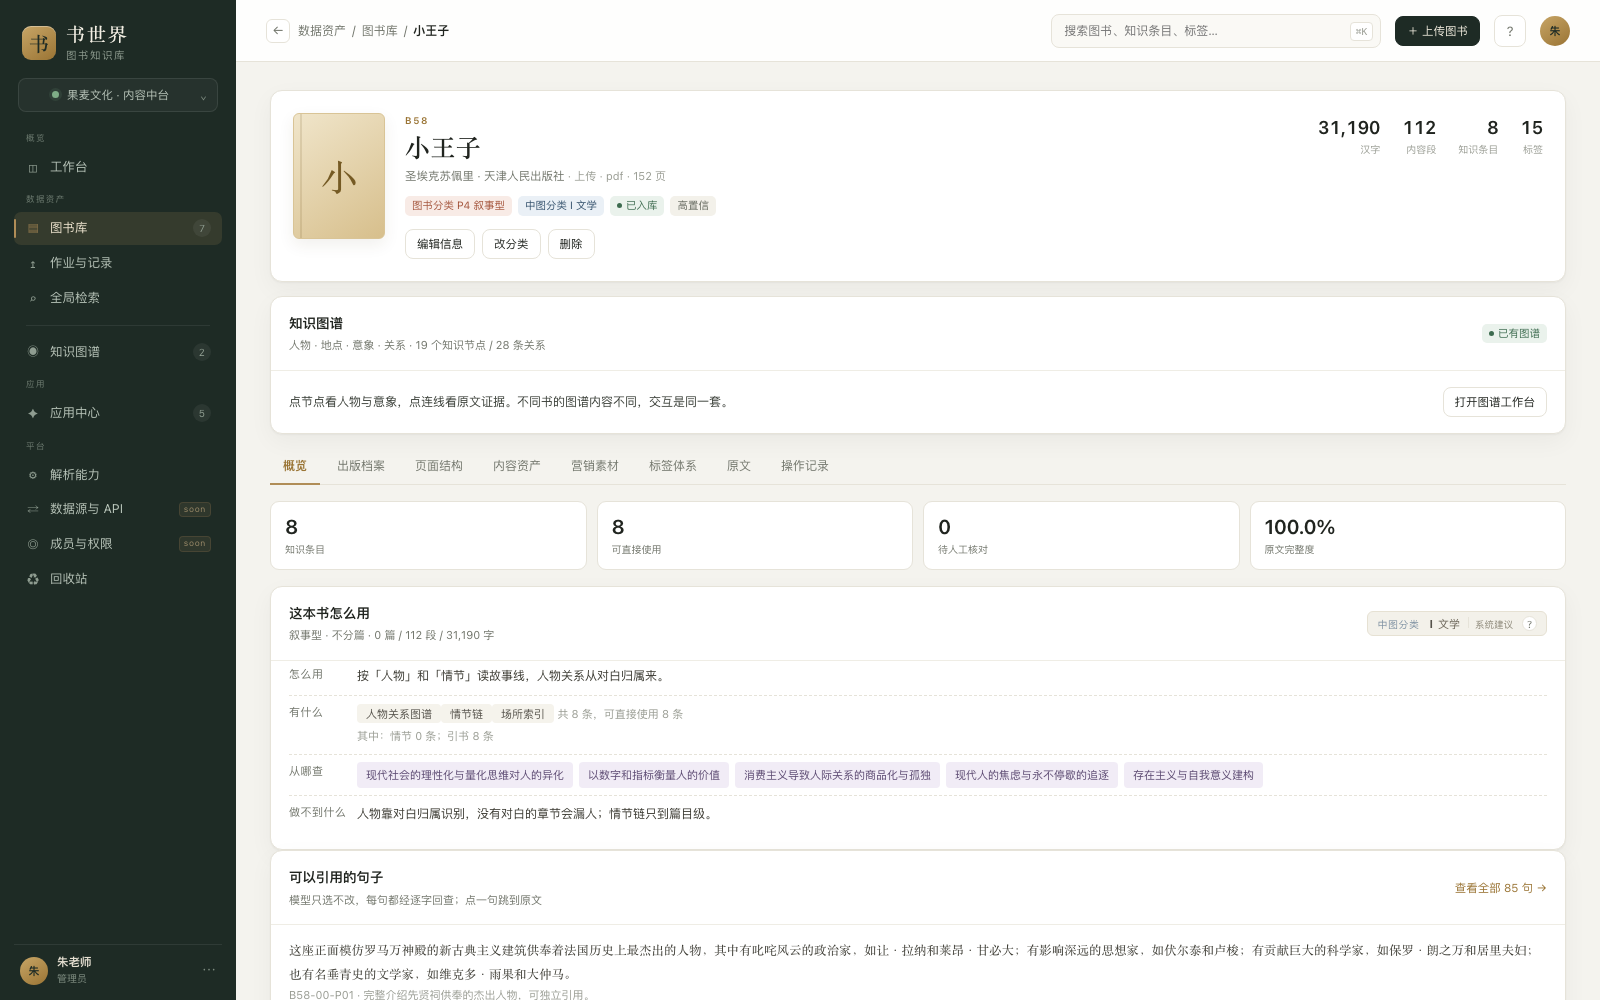 书
书世界
图书知识库
果麦文化 · 内容中台
概览
工作台
数据资产
图书库 7
作业与记录
全局检索
知识图谱 2
应用
应用中心 5
平台
解析能力
数据源与 API soon
成员与权限 soon
回收站
朱 朱老师
管理员
← 数据资产 / 图书库 / 小王子
搜索图书、知识条目、标签... ⌘K
+ 上传图书
?
朱
小
B58
小王子
圣埃克苏佩里 · 天津人民出版社 · 上传 · pdf · 152 页
图书分类 P4 叙事型 中图分类 I 文学 已入库 高置信
编辑信息 改分类 删除
31,190 112 8 15
汉字 内容段 知识条目 标签
知识图谱
人物 · 地点 · 意象 · 关系 · 19 个知识节点 / 28 条关系
已有图谱
点节点看人物与意象，点连线看原文证据。不同书的图谱内容不同，交互是同一套。
打开图谱工作台
概览 出版档案 页面结构 内容资产 营销素材 标签体系 原文 操作记录
8 8 0 100.0%
知识条目 可直接使用 待人工核对 原文完整度
这本书怎么用
叙事型 · 不分篇 · 0 篇 / 112 段 / 31,190 字
中图分类 I 文学 系统建议 ?
怎么用 按「人物」和「情节」读故事线，人物关系从对白归属来。
有什么 人物关系图谱 情节链 场所索引 共 8 条，可直接使用 8 条
其中：情节 0 条；引书 8 条
从哪查 现代社会的理性化与量化思维对人的异化 以数字和指标衡量人的价值 消费主义导致人际关系的商品化与孤独 现代人的焦虑与永不停歇的追逐 存在主义与自我意义建构
做不到什么 人物靠对白归属识别，没有对白的章节会漏人；情节链只到篇目级。
可以引用的句子
模型只选不改，每句都经逐字回查；点一句跳到原文
查看全部 85 句 →
这座正面模仿罗马万神殿的新古典主义建筑供奉着法国历史上最杰出的人物，其中有叱咤风云的政治家，如让 · 拉纳和莱昂 · 甘必大；有影响深远的思想家，如伏尔泰和卢梭；有贡献巨大的科学家，如保罗 · 朗之万和居里夫妇；
也有名垂青史的文学家，如维克多 · 雨果和大仲马。
B58-00-P01 · 完整介绍先贤祠供奉的杰出人物，可独立引用。